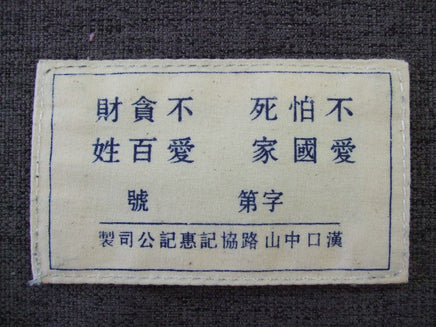 不怕死 不貪財
愛國家 愛百姓
字第 號
漢口中山路協記惠記公司製